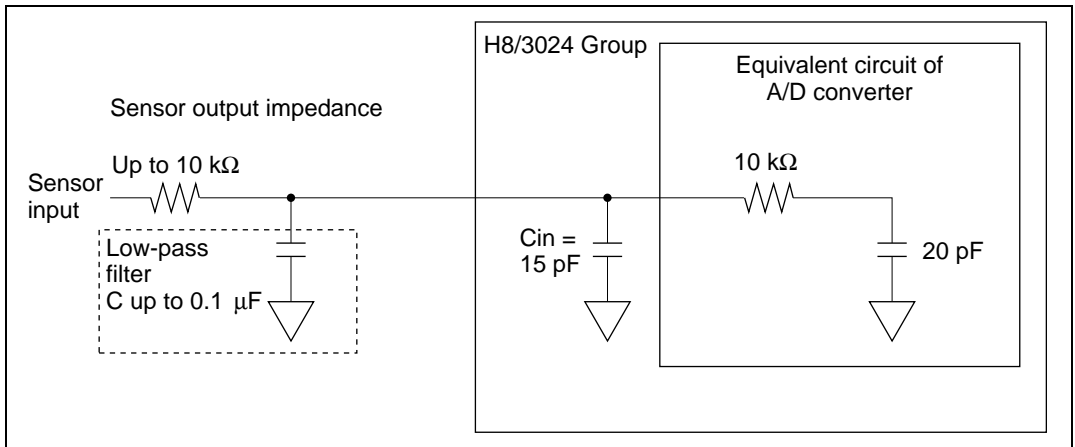 H8/3024 Group
Equivalent circuit of
A/D converter
Sensor output impedance
Up to 10 kΩ
10 kΩ
Sensor
input
Low-pass
filter
C up to 0.1 μF
Cin =
15 pF
20 pF